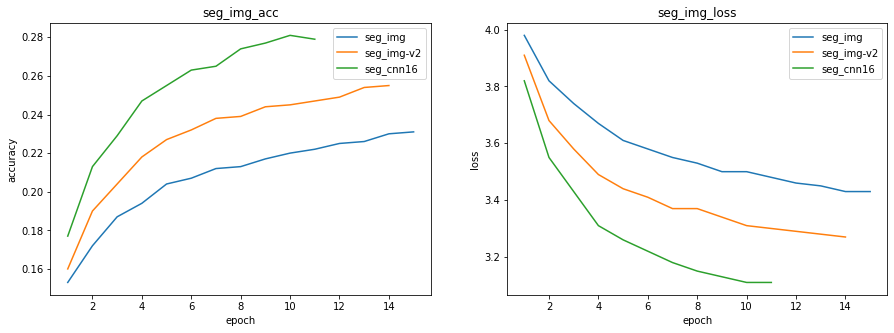 seg_img_acc
accuracy
0.28
0.26
0.24
0.22
0.20
0.18
0.16
seg_img
seg_img-v2
seg_cnn16
2 4 6 8 10 12 14
epoch
seg_img_loss
loss
4.0
3.8
3.6
3.4
3.2
seg_img
seg_img-v2
seg_cnn16
2 4 6 8 10 12 14
epoch